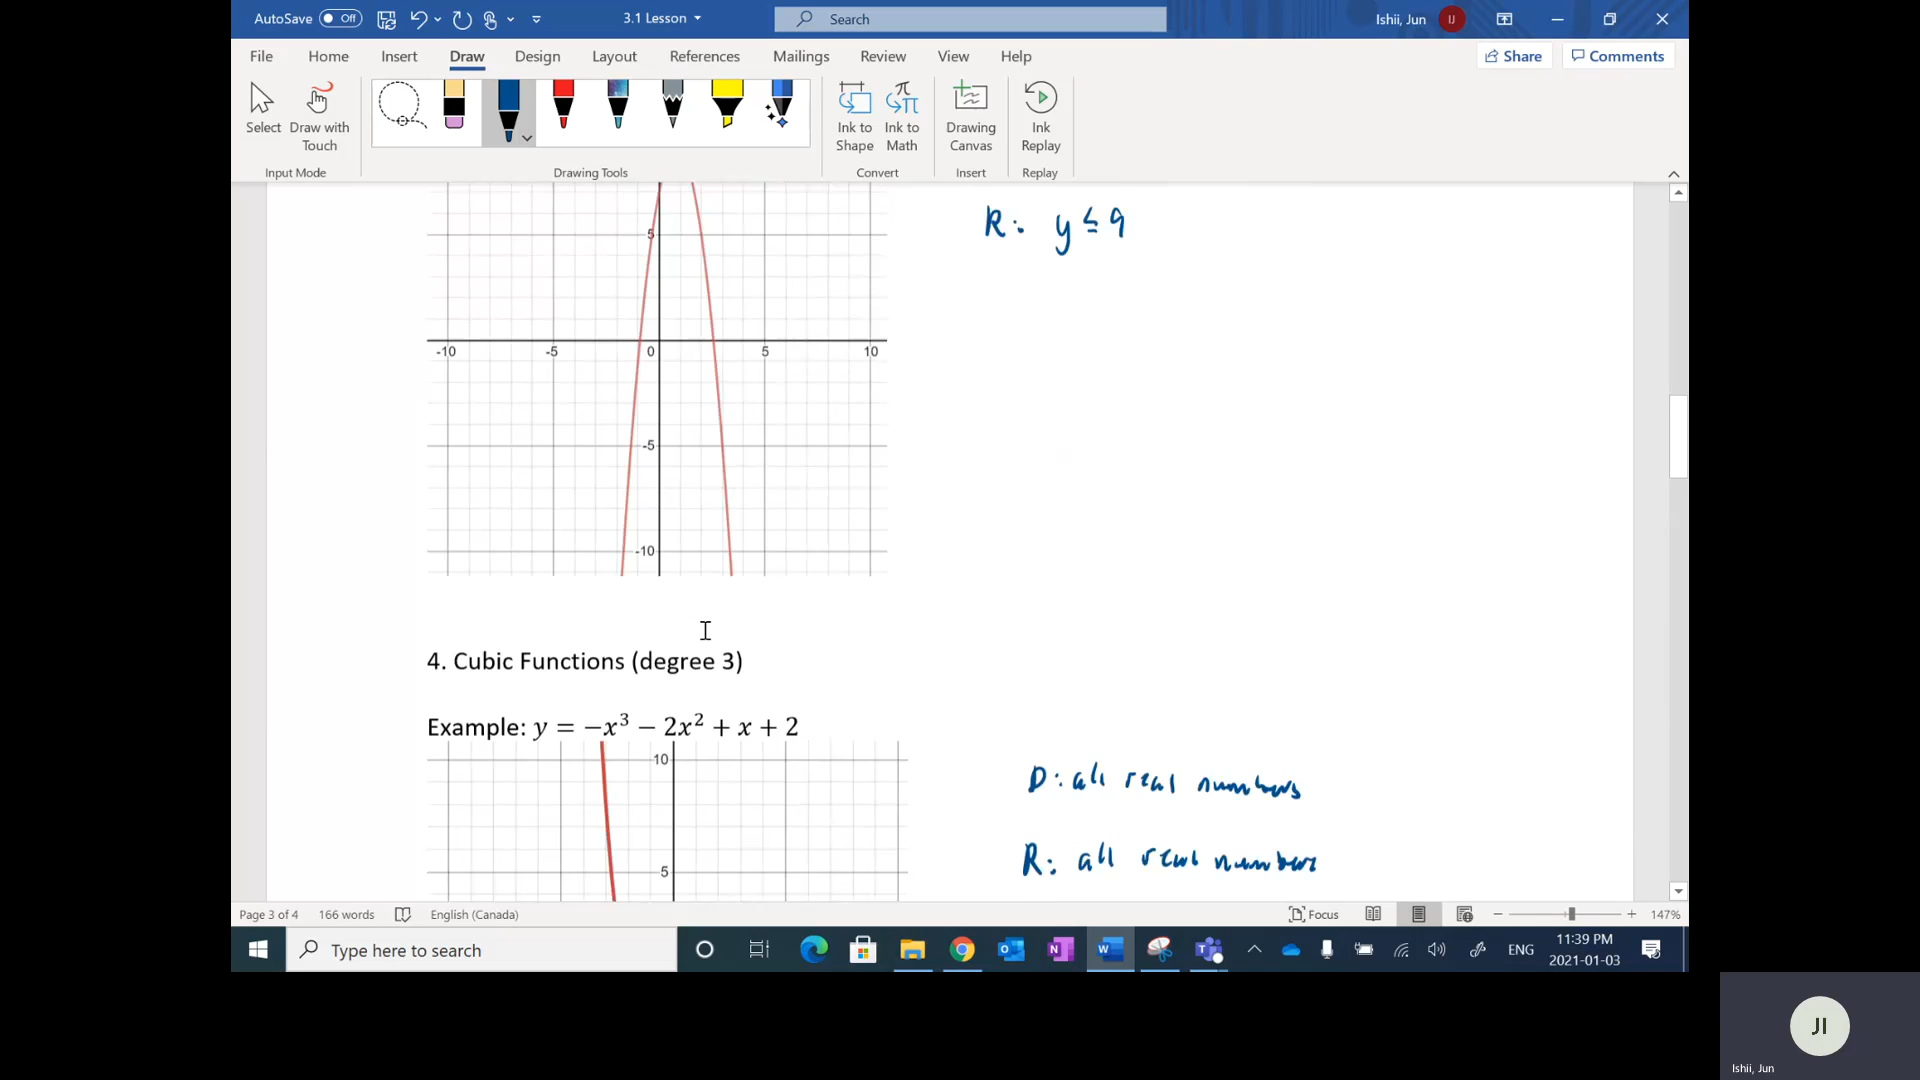 AutoSave Off 3.1 Lesson Search Ishii, Jun IJ
File Home Insert Draw Design Layout References Mailings Review View Help Share Comments
Select Draw with Touch Ink to Shape Ink to Math Drawing Canvas Ink Replay
Input Mode Drawing Tools Convert Insert Replay
R: y ≤ 9
5
-10 -5 0 5 10
-5
-10
4. Cubic Functions (degree 3)
Example: y = −x³ − 2x² + x + 2
10
D: all real numbers
R: all real numbers
5
Page 3 of 4 166 words English (Canada) Focus 147%
Type here to search ENG 11:39 PM
2021-01-03
JI
Ishii, Jun